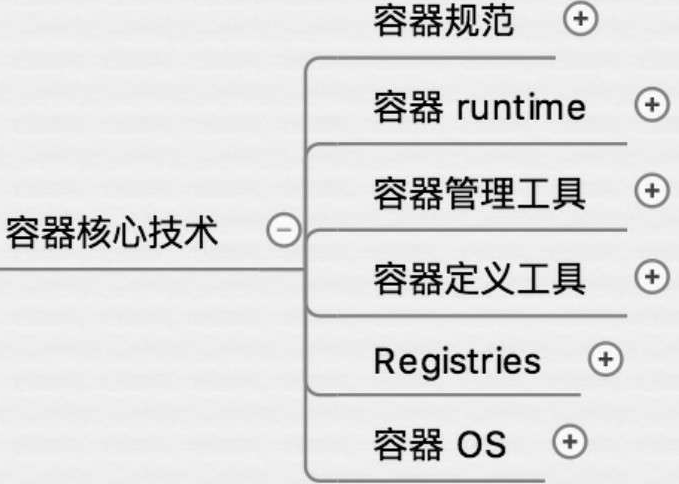 容器规范
容器 runtime
容器管理工具
容器核心技术
容器定义工具
Registries
容器 OS